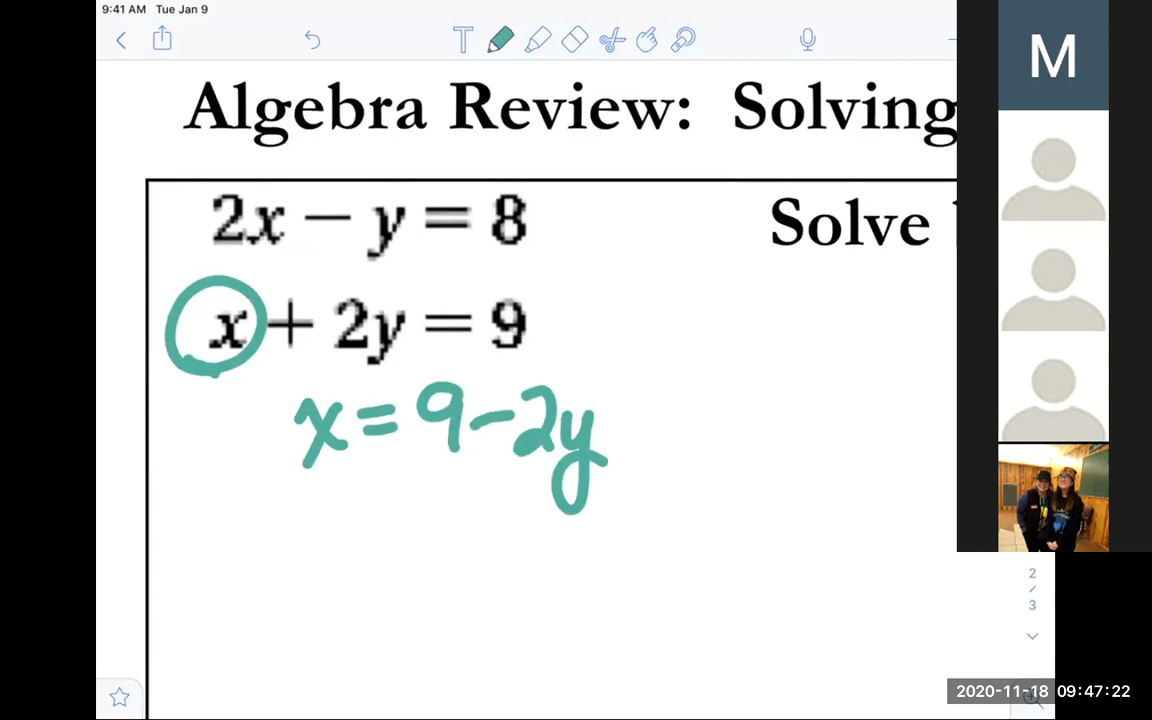 9:41 AM Tue Jan 9
T
M
Algebra Review: Solving
2x − y = 8
Solve
x + 2y = 9
x = 9 - 2y
2
/
3
2020-11-18 09:47:22